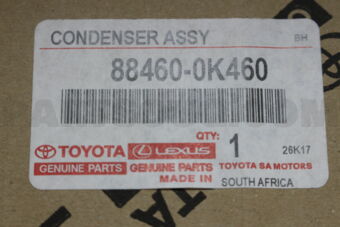 CONDENSER ASSY BH
88460-0K460
QTY: 1 26K17
TOYOTA LEXUS TOYOTA SA MOTORS
GENUINE PARTS GENUINE PARTS
MADE IN SOUTH AFRICA